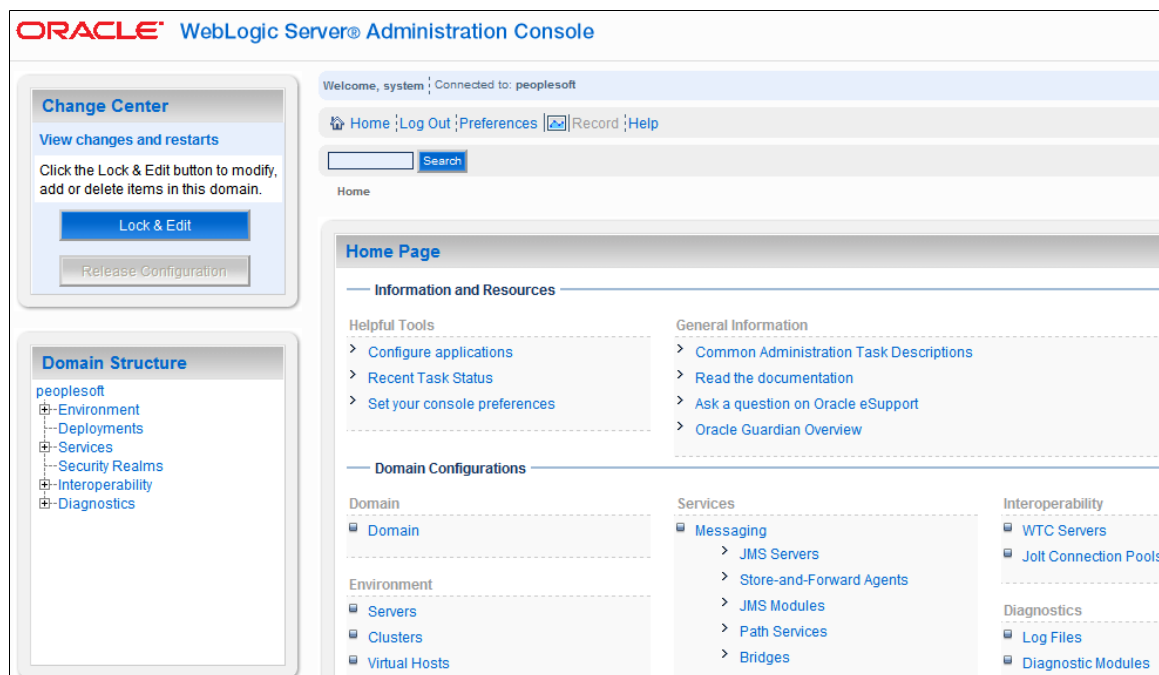 ORACLE® WebLogic Server® Administration Console
Change Center
View changes and restarts
Click the Lock & Edit button to modify,
add or delete items in this domain.
Lock & Edit
Release Configuration
Domain Structure
peoplesoft
Environment
Deployments
Services
Security Realms
Interoperability
Diagnostics
Welcome, system Connected to: peoplesoft
Home Log Out Preferences Record Help
Search
Home
Home Page
Information and Resources
Helpful Tools
Configure applications
Recent Task Status
Set your console preferences
General Information
Common Administration Task Descriptions
Read the documentation
Ask a question on Oracle eSupport
Oracle Guardian Overview
Domain Configurations
Domain
Domain
Environment
Servers
Clusters
Virtual Hosts
Services
Messaging
JMS Servers
Store-and-Forward Agents
JMS Modules
Path Services
Bridges
Interoperability
WTC Servers
Jolt Connection Pools
Diagnostics
Log Files
Diagnostic Modules